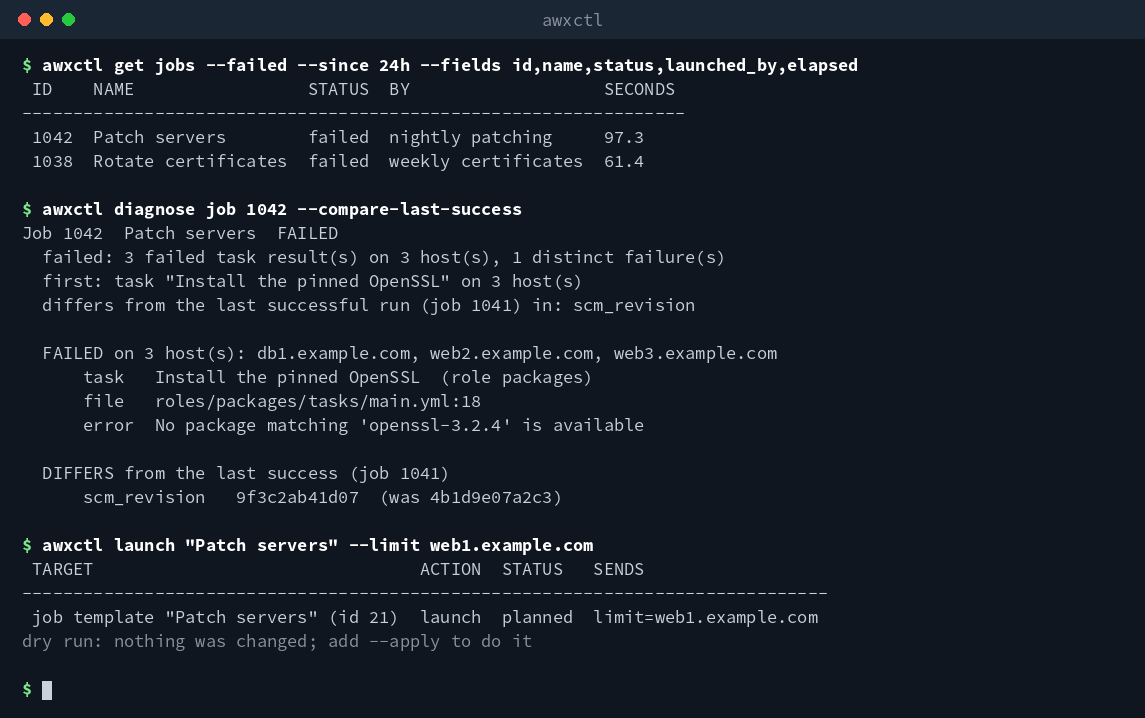 awxctl
$ awxctl get jobs --failed --since 24h --fields id,name,status,launched_by,elapsed
ID    NAME                 STATUS  BY                   SECONDS
-----------------------------------------------------------------
1042  Patch servers        failed  nightly patching     97.3
1038  Rotate certificates  failed  weekly certificates  61.4
$ awxctl diagnose job 1042 --compare-last-success
Job 1042  Patch servers  FAILED
failed: 3 failed task result(s) on 3 host(s), 1 distinct failure(s)
first: task "Install the pinned OpenSSL" on 3 host(s)
differs from the last successful run (job 1041) in: scm_revision
FAILED on 3 host(s): db1.example.com, web2.example.com, web3.example.com
task   Install the pinned OpenSSL  (role packages)
file   roles/packages/tasks/main.yml:18
error  No package matching 'openssl-3.2.4' is available
DIFFERS from the last success (job 1041)
scm_revision   9f3c2ab41d07  (was 4b1d9e07a2c3)
$ awxctl launch "Patch servers" --limit web1.example.com
TARGET                                ACTION  STATUS   SENDS
-------------------------------------------------------------------------------
job template "Patch servers" (id 21)  launch  planned  limit=web1.example.com
dry run: nothing was changed; add --apply to do it
$